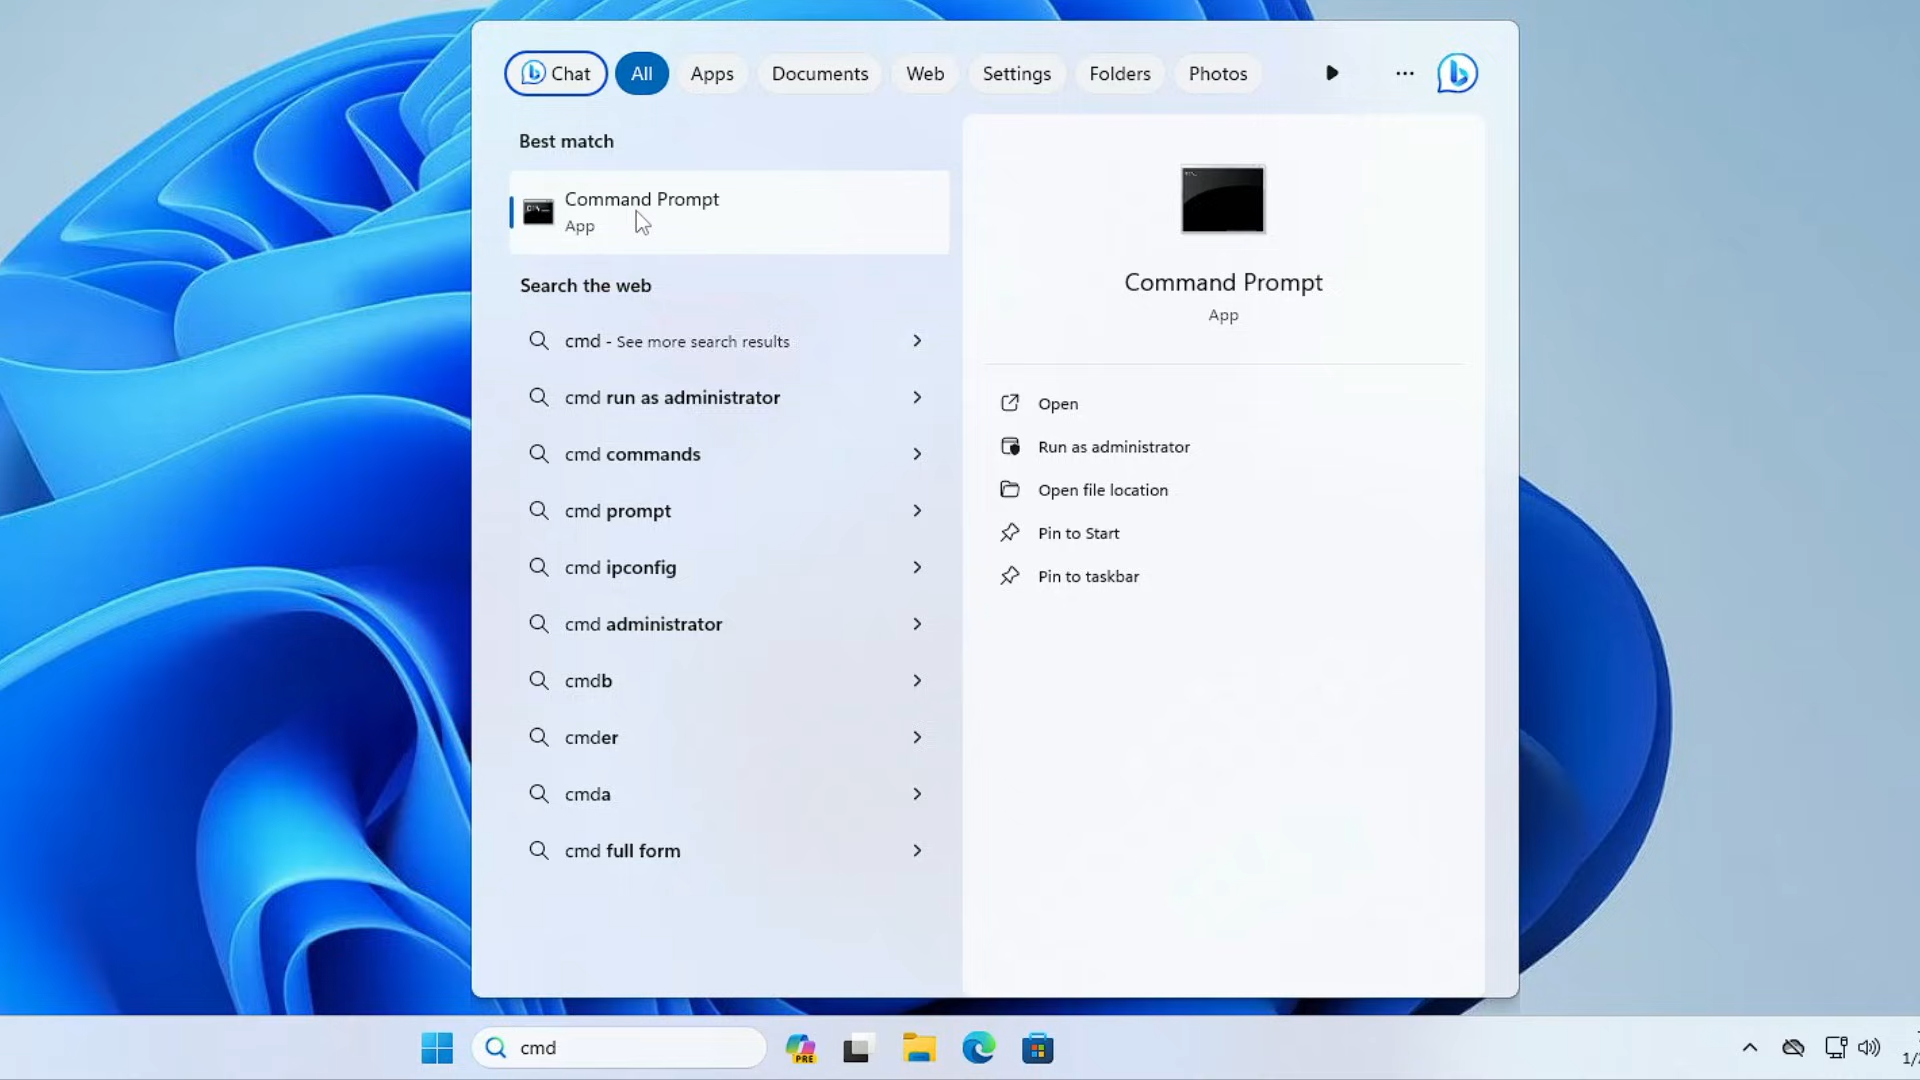 Chat All Apps Documents Web Settings Folders Photos
Best match
Command Prompt
App
Search the web
cmd - See more search results
cmd run as administrator
cmd commands
cmd prompt
cmd ipconfig
cmd administrator
cmdb
cmder
cmda
cmd full form
Command Prompt
App
Open
Run as administrator
Open file location
Pin to Start
Pin to taskbar
cmd
PRE